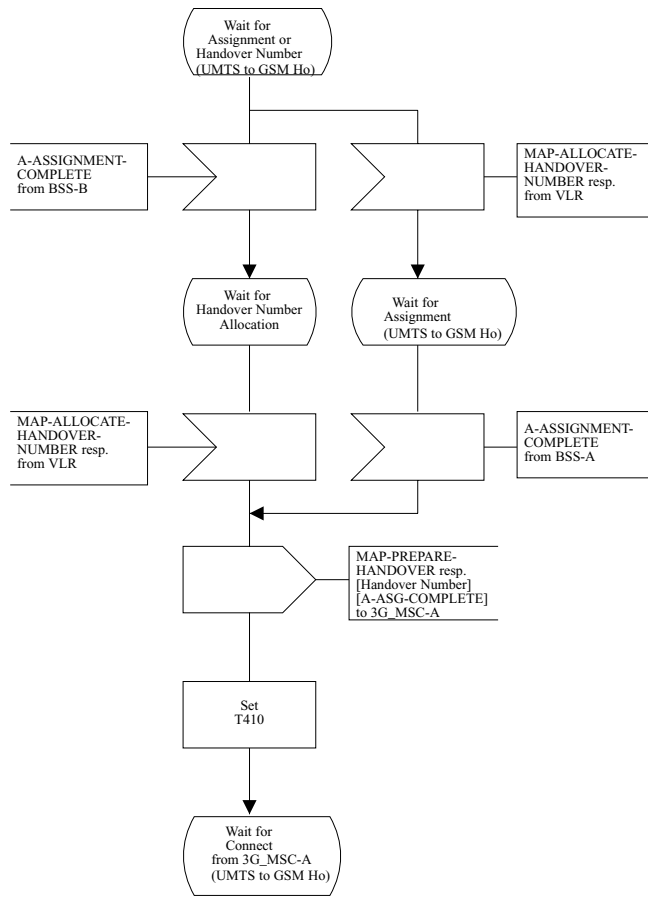 Wait for
Assignment or
Handover Number
(UMTS to GSM Ho)
A-ASSIGNMENT-
COMPLETE
from BSS-B
MAP-ALLOCATE-
HANDOVER-
NUMBER resp.
from VLR
Wait for
Handover Number
Allocation
Wait for
Assignment
(UMTS to GSM Ho)
MAP-ALLOCATE-
HANDOVER-
NUMBER resp.
from VLR
A-ASSIGNMENT-
COMPLETE
from BSS-A
MAP-PREPARE-
HANDOVER resp.
[Handover Number]
[A-ASG-COMPLETE]
to 3G_MSC-A
Set
T410
Wait for
Connect
from 3G_MSC-A
(UMTS to GSM Ho)